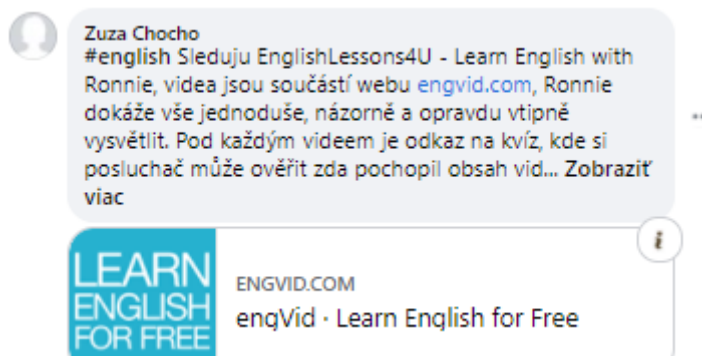 Zuza Chocho
#english Sleduju EnglishLessons4U - Learn English with
Ronnie, videa jsou součástí webu engvid.com, Ronnie
dokáže vše jednoduše, názorně a opravdu vtipně
vysvětlit. Pod každým videem je odkaz na kvíz, kde si
posluchač může ověřit zda pochopil obsah vid... Zobraziť
viac
LEARN
ENGLISH
FOR FREE
i
ENGVID.COM
engVid · Learn English for Free